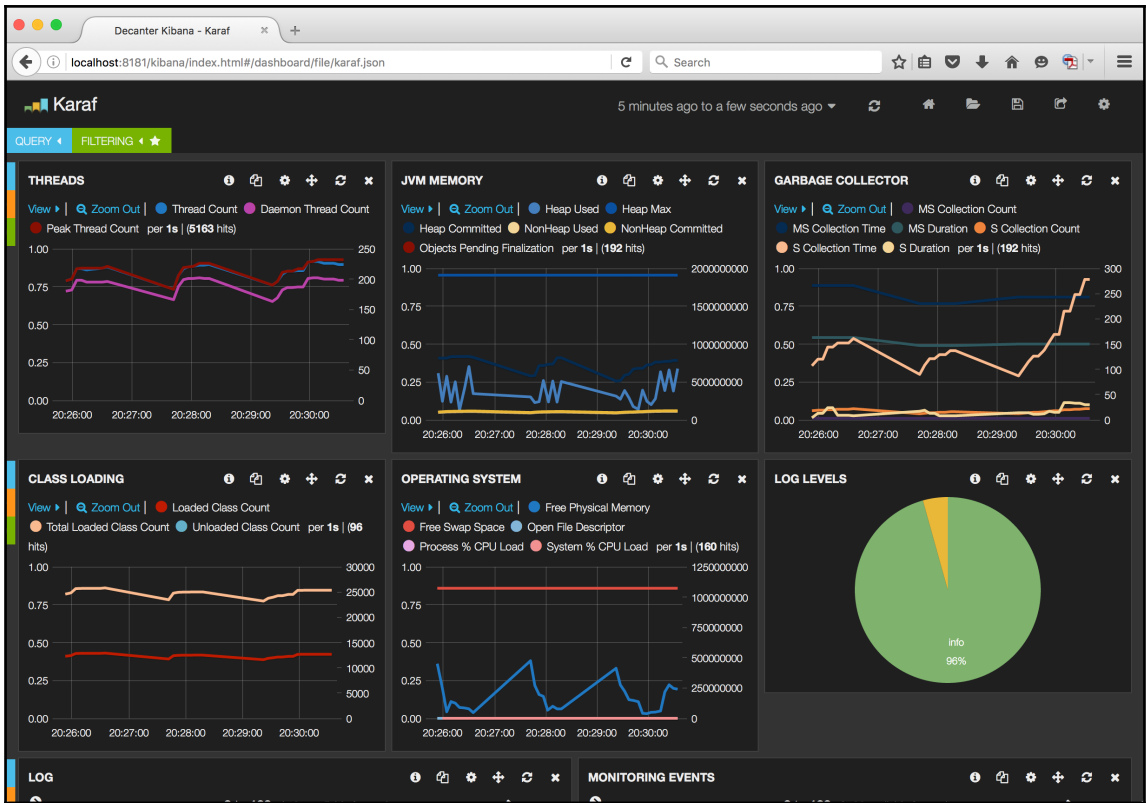 Decanter Kibana - Karaf
localhost:8181/kibana/index.html#/dashboard/file/karaf.json
Search
Karaf
5 minutes ago to a few seconds ago
QUERY
FILTERING
THREADS
View | Zoom Out | Thread Count Daemon Thread Count
Peak Thread Count per 1s | (5163 hits)
1.00
0.75
0.50
0.25
0.00
250
200
150
100
50
0
20:26:00 20:27:00 20:28:00 20:29:00 20:30:00
JVM MEMORY
View | Zoom Out | Heap Used Heap Max
Heap Committed NonHeap Used NonHeap Committed
Objects Pending Finalization per 1s | (192 hits)
1.00
0.75
0.50
0.25
0.00
2000000000
1500000000
1000000000
500000000
0
20:26:00 20:27:00 20:28:00 20:29:00 20:30:00
GARBAGE COLLECTOR
View | Zoom Out | MS Collection Count
MS Collection Time MS Duration S Collection Count
S Collection Time S Duration per 1s | (192 hits)
1.00
0.75
0.50
0.25
0.00
300
250
200
150
100
50
0
20:26:00 20:27:00 20:28:00 20:29:00 20:30:00
CLASS LOADING
View | Zoom Out | Loaded Class Count
Total Loaded Class Count Unloaded Class Count per 1s | (96
hits)
1.00
0.75
0.50
0.25
0.00
30000
25000
20000
15000
10000
5000
0
20:26:00 20:27:00 20:28:00 20:29:00 20:30:00
OPERATING SYSTEM
View | Zoom Out | Free Physical Memory
Free Swap Space Open File Descriptor
Process % CPU Load System % CPU Load per 1s | (160 hits)
1.00
0.75
0.50
0.25
0.00
1250000000
1000000000
750000000
500000000
250000000
0
20:26:00 20:27:00 20:28:00 20:29:00 20:30:00
LOG LEVELS
info
96%
LOG
MONITORING EVENTS